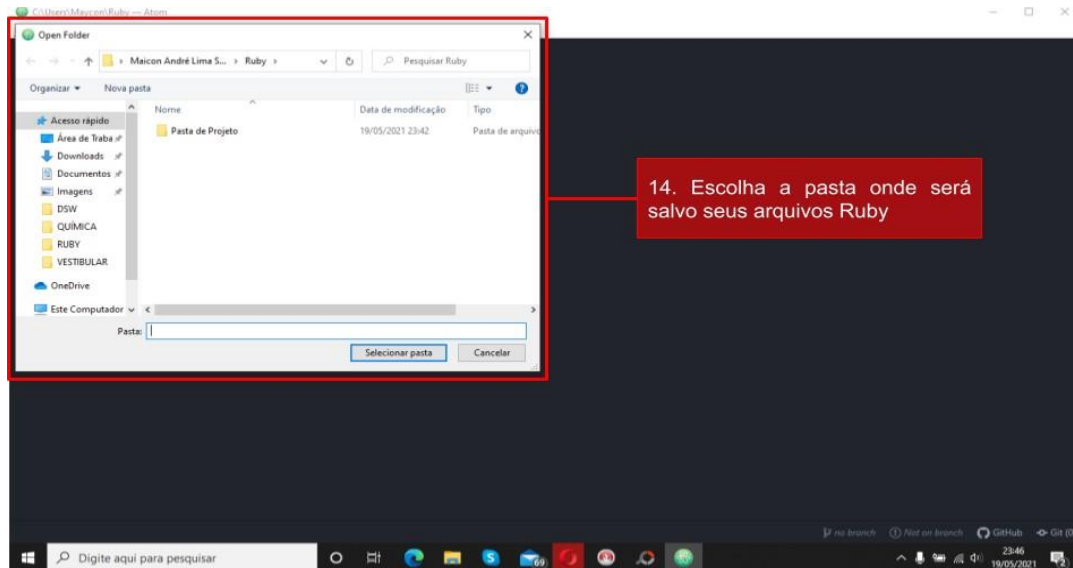 C:\Users\Maycon\Ruby — Atom
Open Folder
Maicon André Lima S... › Ruby ›
Pesquisar Ruby
Organizar
Nova pasta
Nome
Data de modificação
Tipo
Acesso rápido
Pasta de Projeto
19/05/2021 23:42
Pasta de arquivo
Área de Traba
Downloads
Documentos
Imagens
DSW
QUÍMICA
RUBY
VESTIBULAR
OneDrive
Este Computador
Pasta:
Selecionar pasta
Cancelar
14. Escolha a pasta onde será
salvo seus arquivos Ruby
no branch
Not on branch
GitHub
Git (0
Digite aqui para pesquisar
69
23:46
19/05/2021
2